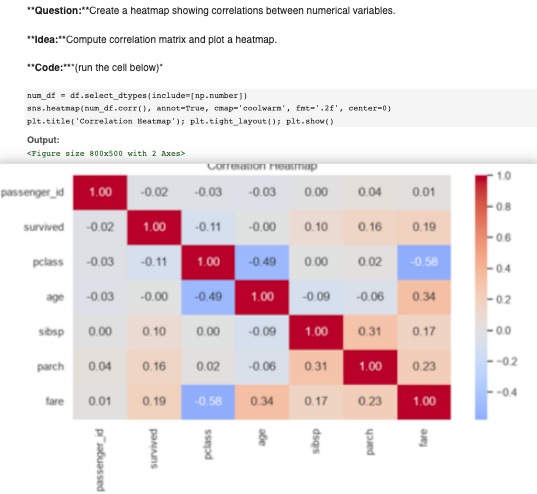 **Question:**Create a heatmap showing correlations between numerical variables.
**Idea:**Compute correlation matrix and plot a heatmap.
**Code:***(run the cell below)*
num_df = df.select_dtypes(include=[np.number])
sns.heatmap(num_df.corr(), annot=True, cmap='coolwarm', fmt='.2f', center=0)
plt.title('Correlation Heatmap'); plt.tight_layout(); plt.show()
Output:
<Figure size 800x500 with 2 Axes>
Correlation Heatmap
passenger_id 1.00 -0.02 -0.03 -0.03 0.00 0.04 0.01
survived -0.02 1.00 -0.11 -0.00 0.10 0.16 0.19
pclass -0.03 -0.11 1.00 -0.49 0.00 0.02 -0.58
age -0.03 -0.00 -0.49 1.00 -0.09 -0.06 0.34
sibsp 0.00 0.10 0.00 -0.09 1.00 0.31 0.17
parch 0.04 0.16 0.02 -0.06 0.31 1.00 0.23
fare 0.01 0.19 -0.58 0.34 0.17 0.23 1.00
passenger_id survived pclass age sibsp parch fare
1.0
0.8
0.6
0.4
0.2
0.0
−0.2
−0.4